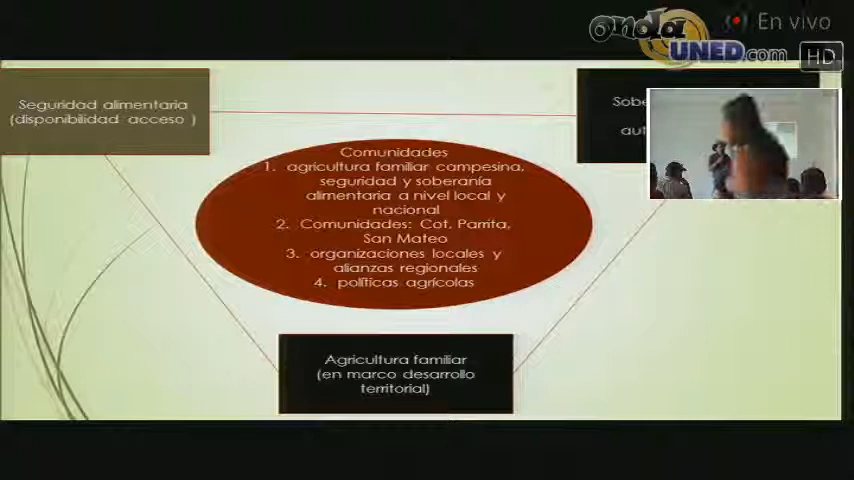 onda
UNED.com
En vivo
HD
Seguridad alimentaria
(disponibilidad acceso )
Comunidades
1. agricultura familiar campesina,
seguridad y soberanía
alimentaria a nivel local y
nacional
2. Comunidades: Cot. Parrita,
San Mateo
3. organizaciones locales y
alianzas regionales
4. políticas agrícolas
Agricultura familiar
(en marco desarrollo
territorial)